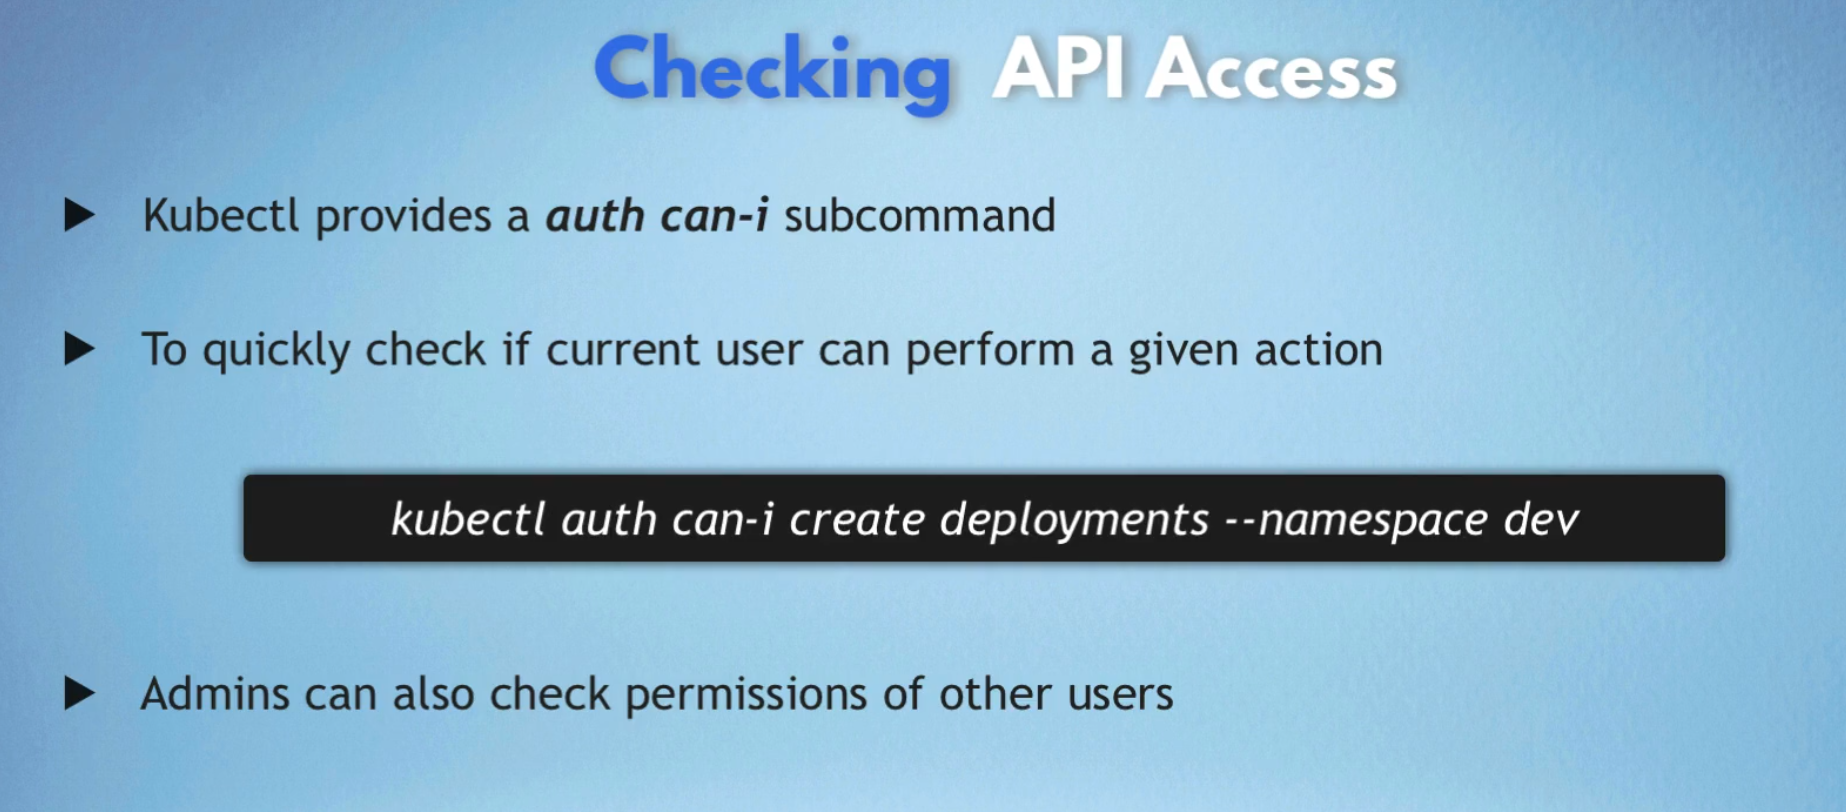 Checking API Access
Kubectl provides a auth can-i subcommand
To quickly check if current user can perform a given action
kubectl auth can-i create deployments --namespace dev
Admins can also check permissions of other users